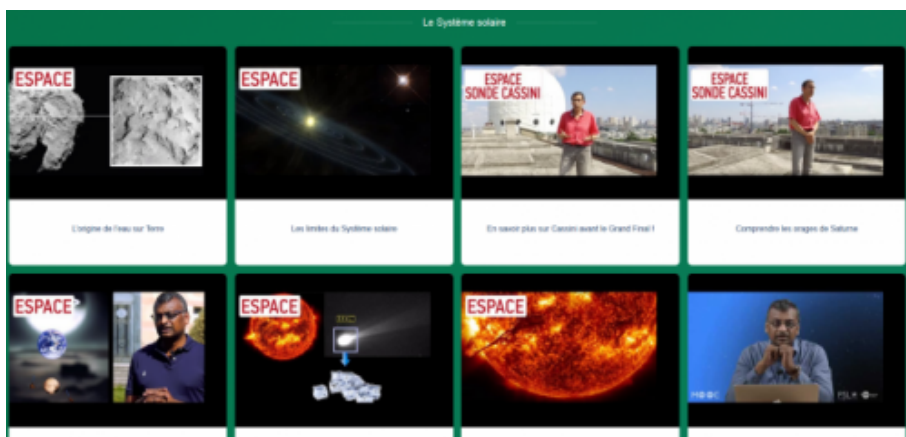 Le Système solaire
ESPACE
ESPACE
ESPACE
SONDE CASSINI
ESPACE
SONDE CASSINI
L'origine de l'eau sur Terre
Les limites du Système solaire
En savoir plus sur Cassini avant le Grand Final !
Comprendre les orages de Saturne
ESPACE
ESPACE
ESPACE
PSL